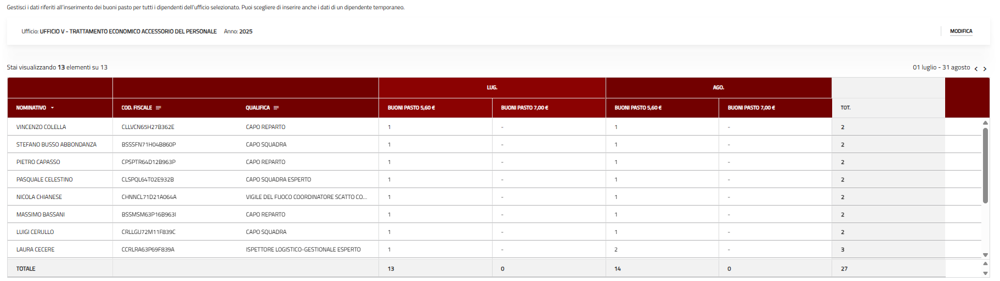 Gestisci i dati riferiti all'inserimento dei buoni pasto per tutti i dipendenti dell'ufficio selezionato. Puoi scegliere di inserire anche i dati di un dipendente temporaneo.
Ufficio: UFFICIO V - TRATTAMENTO ECONOMICO ACCESSORIO DEL PERSONALE Anno: 2025 MODIFICA
Stai visualizzando 13 elementi su 13 01 luglio - 31 agosto
LUG. AGO.
NOMINATIVO COD. FISCALE QUALIFICA BUONI PASTO 5,60 € BUONI PASTO 7,00 € BUONI PASTO 5,60 € BUONI PASTO 7,00 € TOT.
VINCENZO COLELLA CLLVCN65H27B362E CAPO REPARTO 1 - 1 - 2
STEFANO BUSSO ABBONDANZA BSSSFN71H04B860P CAPO SQUADRA 1 - 1 - 2
PIETRO CAPASSO CPSPTR64D12B963P CAPO REPARTO 1 - 1 - 2
PASQUALE CELESTINO CLSPQL64T02E932B CAPO SQUADRA ESPERTO 1 - 1 - 2
NICOLA CHIANESE CHNNCL71D21A064A VIGILE DEL FUOCO COORDINATORE SCATTO CO... 1 - 1 - 2
MASSIMO BASSANI BSSMSM63P16B963I CAPO REPARTO 1 - 1 - 2
LUIGI CERULLO CRLLGU72M11F839C CAPO SQUADRA 1 - 1 - 2
LAURA CECERE CCRLRA63P69F839A ISPETTORE LOGISTICO-GESTIONALE ESPERTO 1 - 2 - 3
TOTALE 13 0 14 0 27